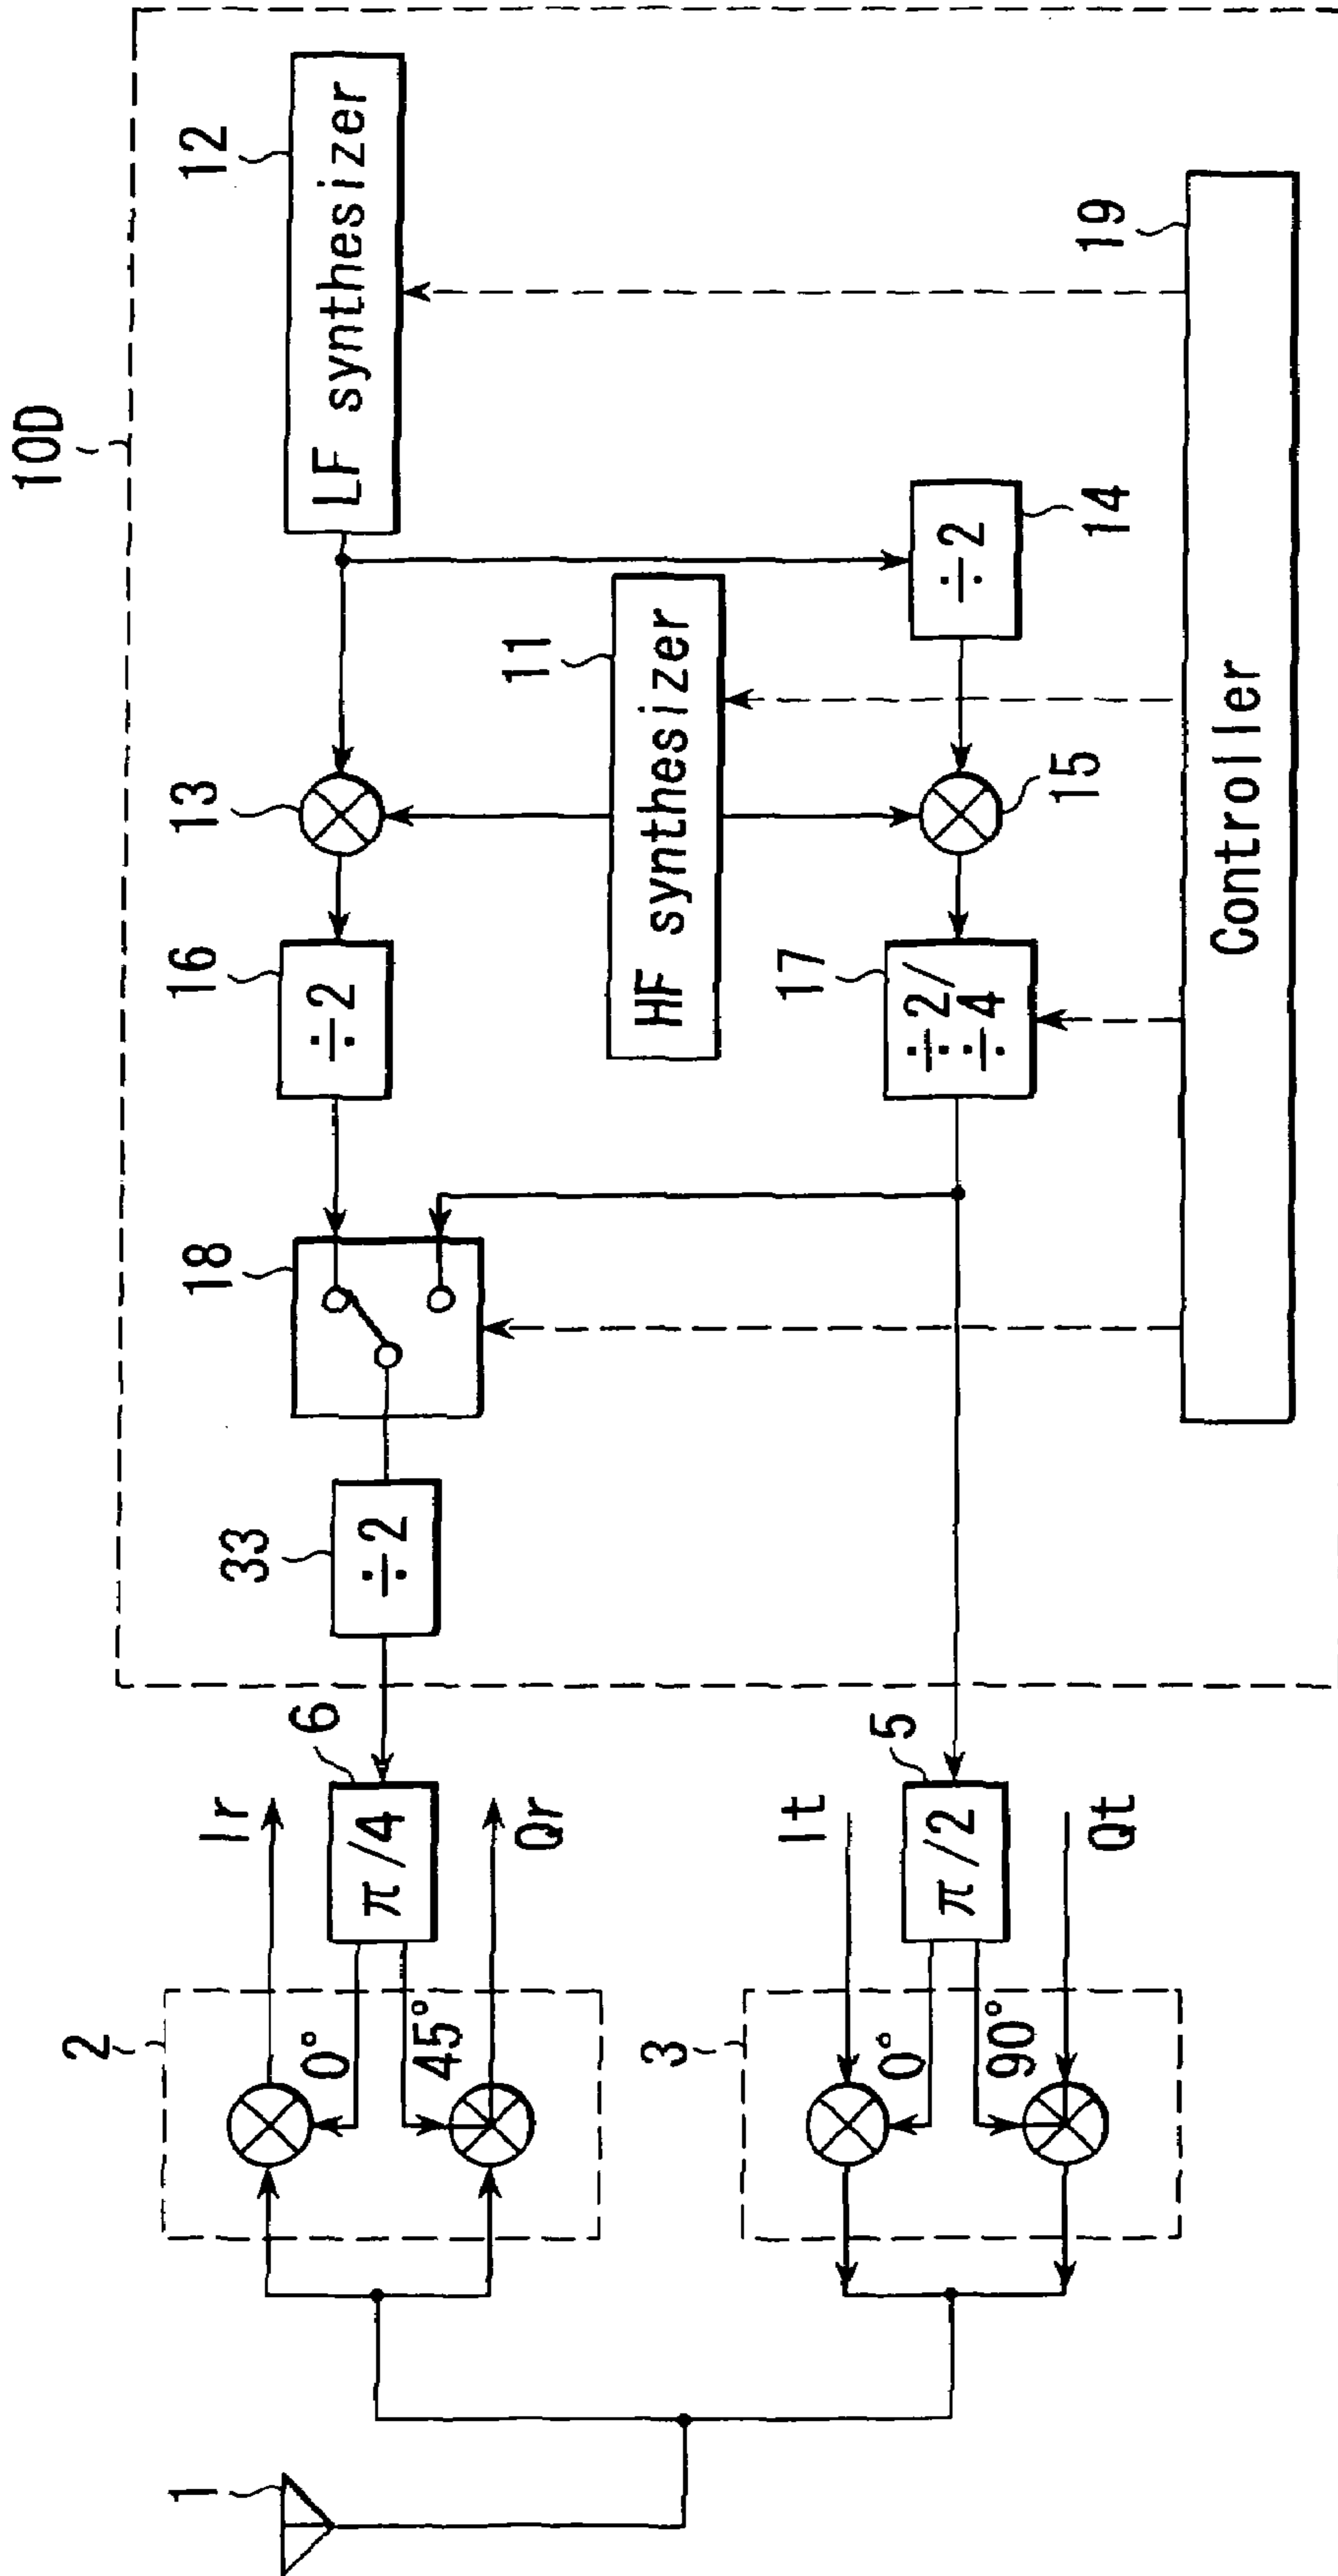 10D
12
LF synthesizer
13
16
÷2
18
33
÷2
6
π/4
Ir
Qr
2
0°
45°
11
HF synthesizer
14
÷2
15
17
÷2/
÷4
5
π/2
It
Qt
3
0°
90°
19
Controller
1